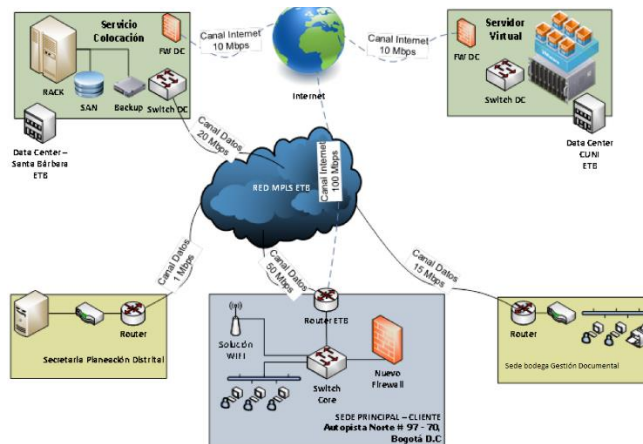 Servicio
Colocación
FW DC
RACK
SAN
Backup
Switch DC
Data Center –
Santa Bárbara
ETB
Canal Internet
10 Mbps
Internet
Canal Internet
10 Mbps
Servidor
Virtual
FW DC
Switch DC
Data Center
CUNI
ETB
Canal Datos
20 Mbps
RED MPLS ETB
Canal Internet
100 Mbps
Canal Datos
1 Mbps
Canal Datos
50 Mbps
Canal Datos
15 Mbps
Router
Secretaria Planeación Distrital
Router ETB
Solución
WIFI
Switch
Core
Nuevo
Firewall
SEDE PRINCIPAL – CLIENTE
Autopista Norte # 97 - 70,
Bogotá D.C
Router
Sede bodega Gestión Documental